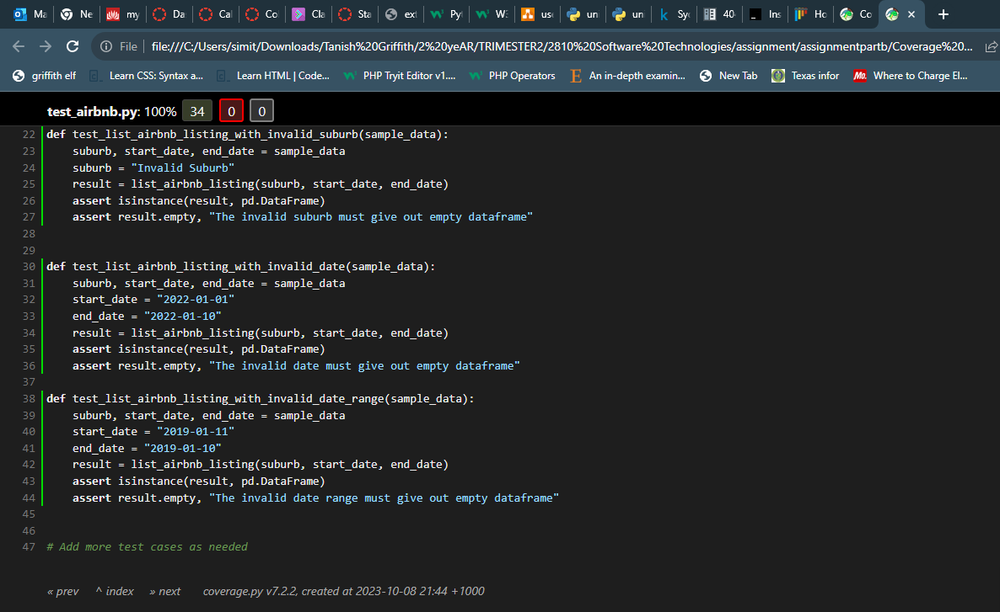 Ma Ne my Da Cal Co Cla Sta ext Pyt W: us un un Syc 40 Ins Ho Co
File file:///C:/Users/simit/Downloads/Tanish%20Griffith/2%20yeAR/TRIMESTER2/2810%20Software%20Technologies/assignment/assignmentpartb/Coverage%20...
griffith elf Learn CSS: Syntax a... Learn HTML | Code... PHP Tryit Editor v1.... PHP Operators An in-depth examin... New Tab Texas infor Mo. Where to Charge El...
test_airbnb.py: 100% 34 0 0
22 def test_list_airbnb_listing_with_invalid_suburb(sample_data):
23 suburb, start_date, end_date = sample_data
24 suburb = "Invalid Suburb"
25 result = list_airbnb_listing(suburb, start_date, end_date)
26 assert isinstance(result, pd.DataFrame)
27 assert result.empty, "The invalid suburb must give out empty dataframe"
28
29
30 def test_list_airbnb_listing_with_invalid_date(sample_data):
31 suburb, start_date, end_date = sample_data
32 start_date = "2022-01-01"
33 end_date = "2022-01-10"
34 result = list_airbnb_listing(suburb, start_date, end_date)
35 assert isinstance(result, pd.DataFrame)
36 assert result.empty, "The invalid date must give out empty dataframe"
37
38 def test_list_airbnb_listing_with_invalid_date_range(sample_data):
39 suburb, start_date, end_date = sample_data
40 start_date = "2019-01-11"
41 end_date = "2019-01-10"
42 result = list_airbnb_listing(suburb, start_date, end_date)
43 assert isinstance(result, pd.DataFrame)
44 assert result.empty, "The invalid date range must give out empty dataframe"
45
46
47 # Add more test cases as needed
« prev ^ index » next coverage.py v7.2.2, created at 2023-10-08 21:44 +1000